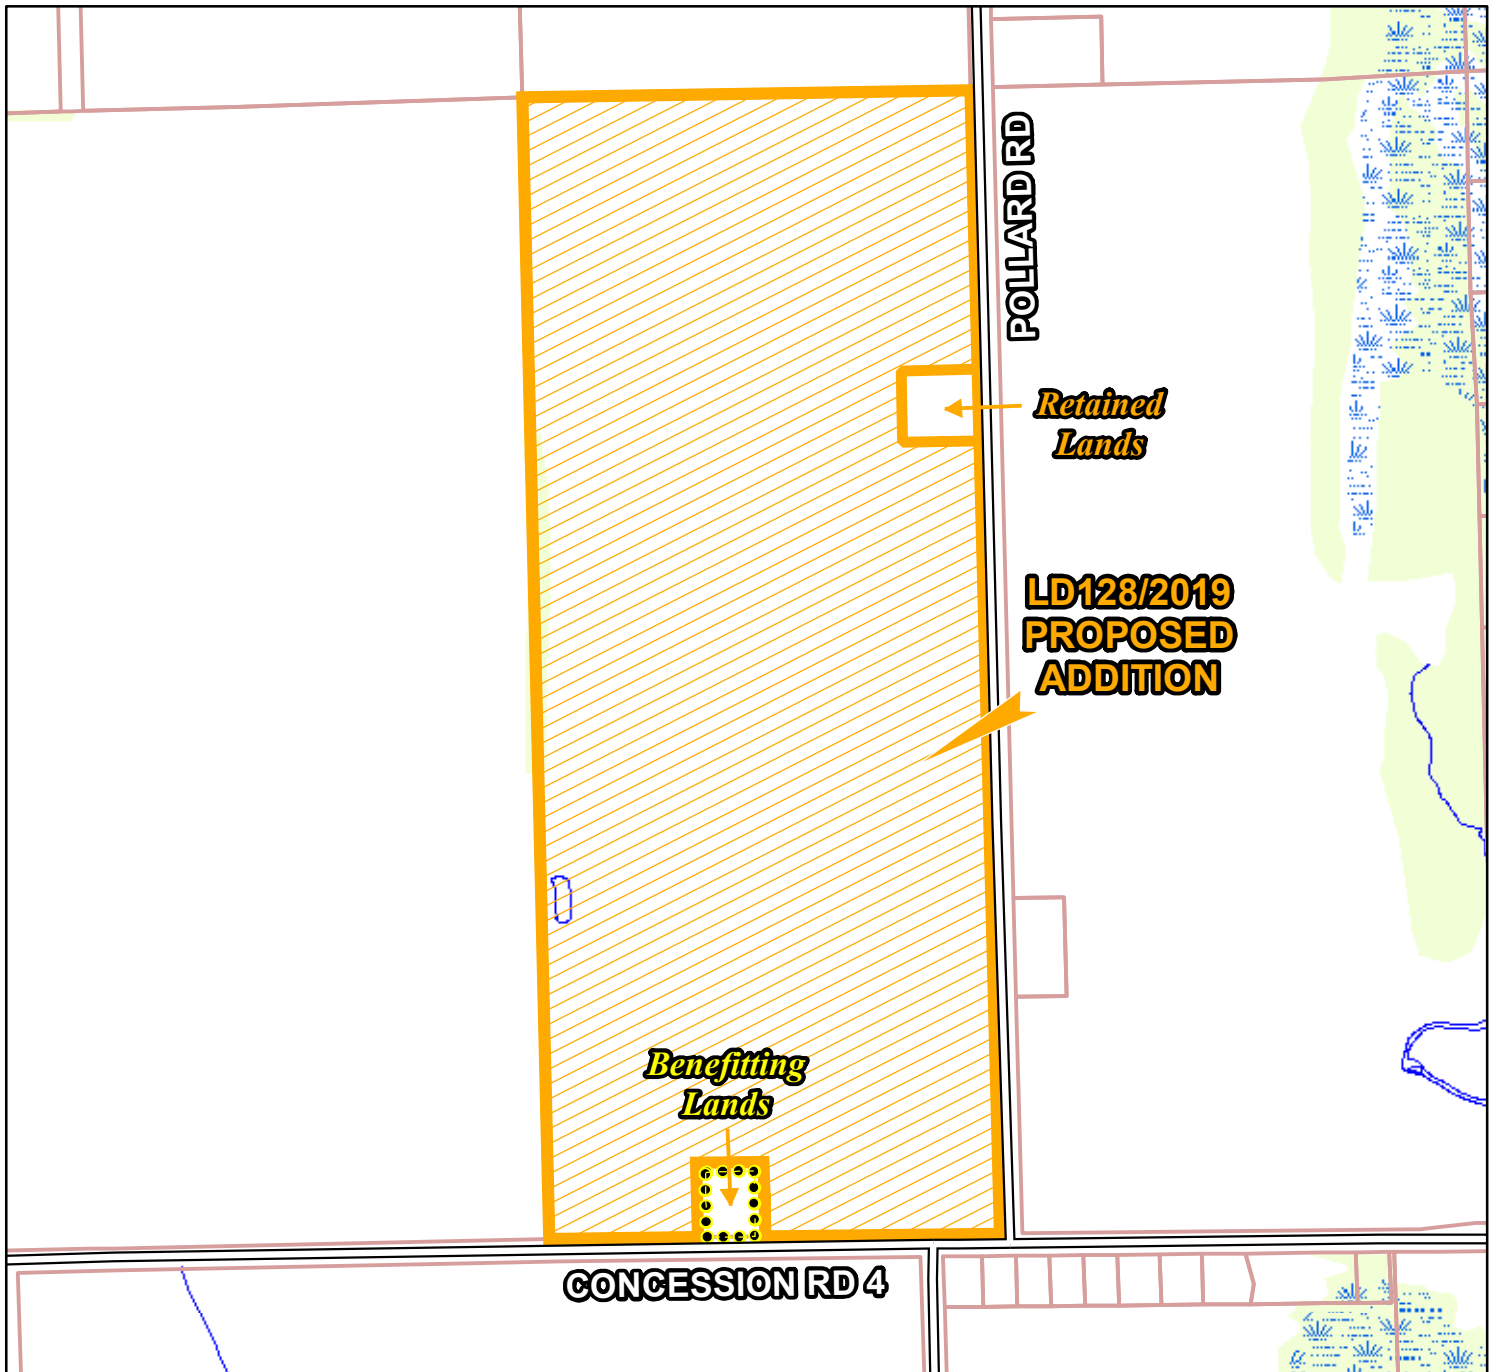 POLLARD RD
Retained
Lands
LD128/2019
PROPOSED
ADDITION
Benefitting
Lands
CONCESSION RD 4